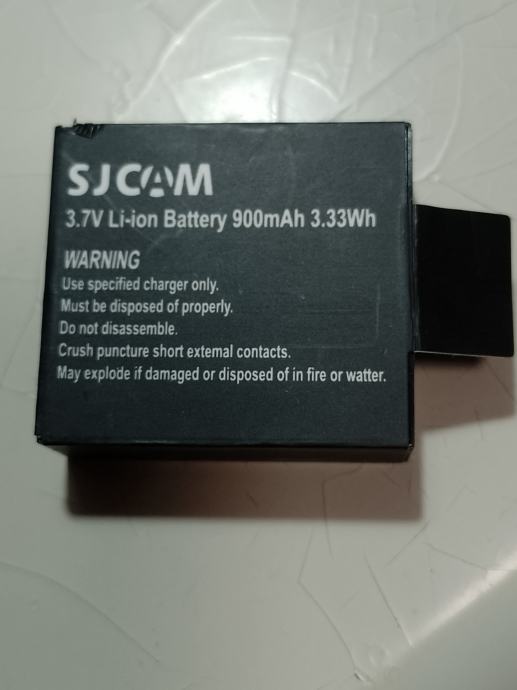 SJCAM
3.7V Li-ion Battery 900mAh 3.33Wh
WARNING
Use specified charger only.
Must be disposed of properly.
Do not disassemble.
Crush puncture short external contacts.
May explode if damaged or disposed of in fire or watter.